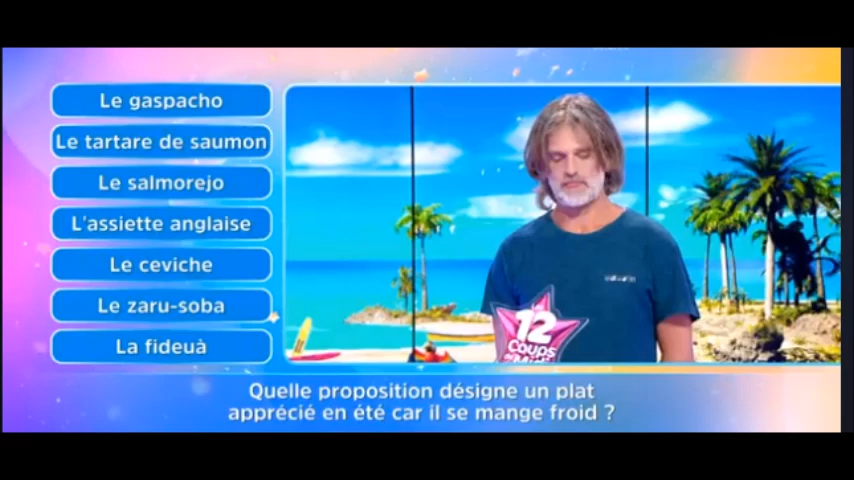 Le gaspacho
Le tartare de saumon
Le salmorejo
L'assiette anglaise
Le ceviche
Le zaru-soba
La fideuà
12
COUPS
Quelle proposition désigne un plat
apprécié en été car il se mange froid ?